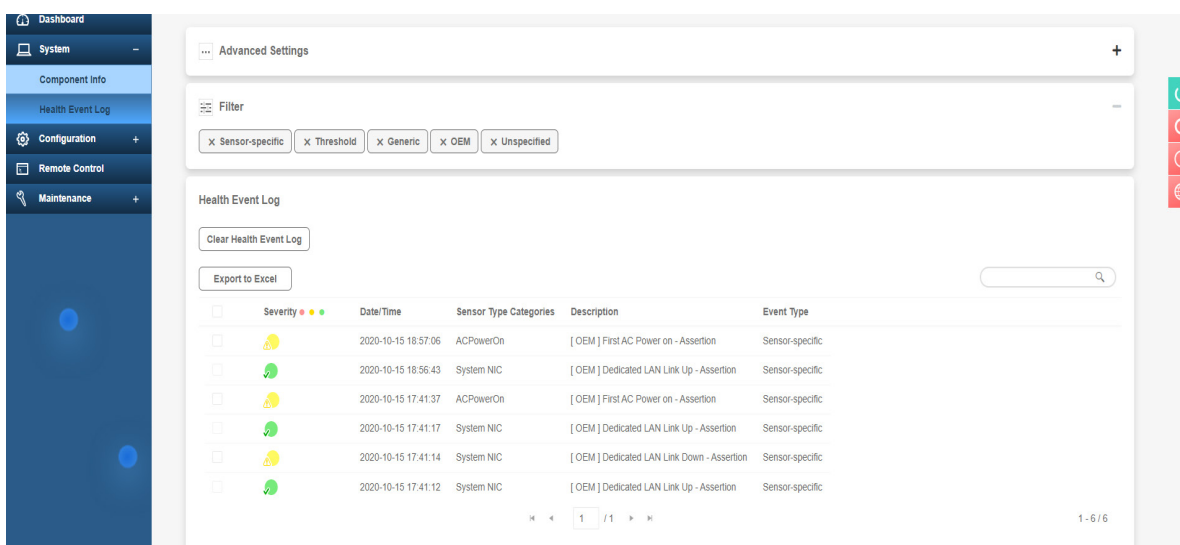 Dashboard
System −
Component Info
Health Event Log
Configuration +
Remote Control
Maintenance +
... Advanced Settings +
Filter −
X Sensor-specific X Threshold X Generic X OEM X Unspecified
Health Event Log
Clear Health Event Log
Export to Excel
Severity Date/Time Sensor Type Categories Description Event Type
2020-10-15 18:57:06 ACPowerOn [ OEM ] First AC Power on - Assertion Sensor-specific
2020-10-15 18:56:43 System NIC [ OEM ] Dedicated LAN Link Up - Assertion Sensor-specific
2020-10-15 17:41:37 ACPowerOn [ OEM ] First AC Power on - Assertion Sensor-specific
2020-10-15 17:41:17 System NIC [ OEM ] Dedicated LAN Link Up - Assertion Sensor-specific
2020-10-15 17:41:14 System NIC [ OEM ] Dedicated LAN Link Down - Assertion Sensor-specific
2020-10-15 17:41:12 System NIC [ OEM ] Dedicated LAN Link Up - Assertion Sensor-specific
1 / 1 1 - 6 / 6